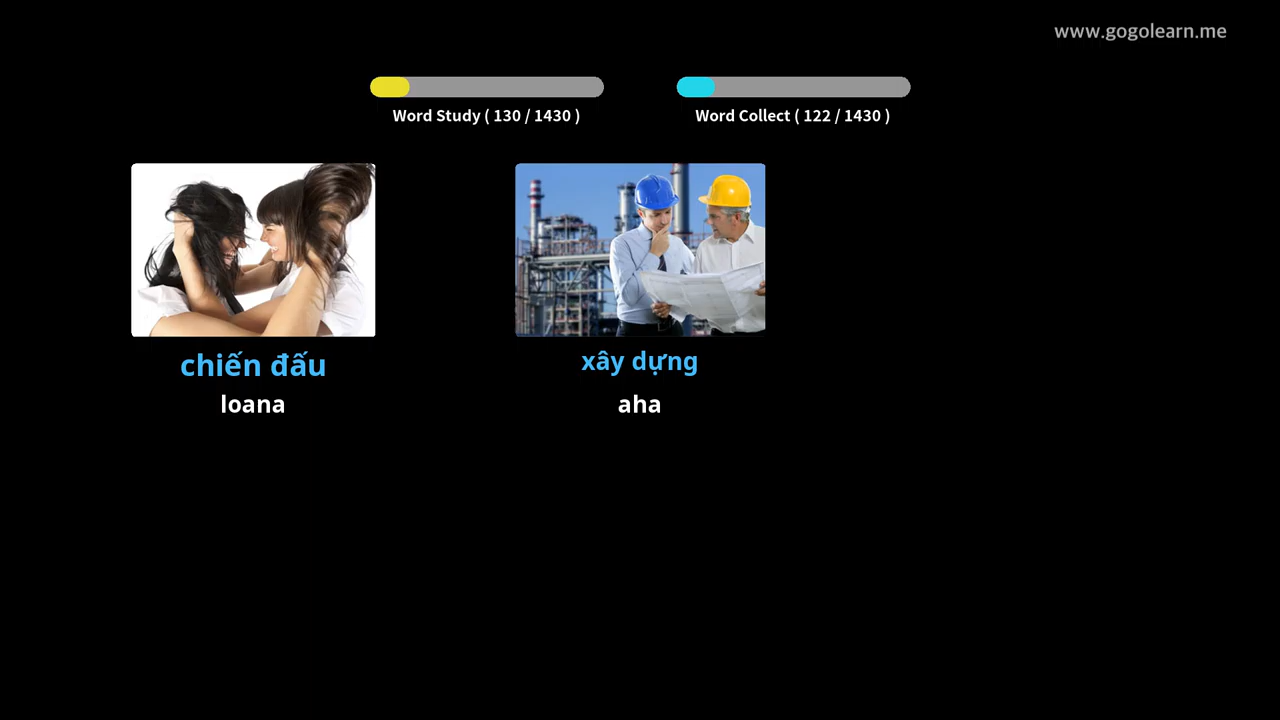 www.gogolearn.me
Word Study ( 130 / 1430 )
Word Collect ( 122 / 1430 )
chiến đấu
loana
xây dựng
aha